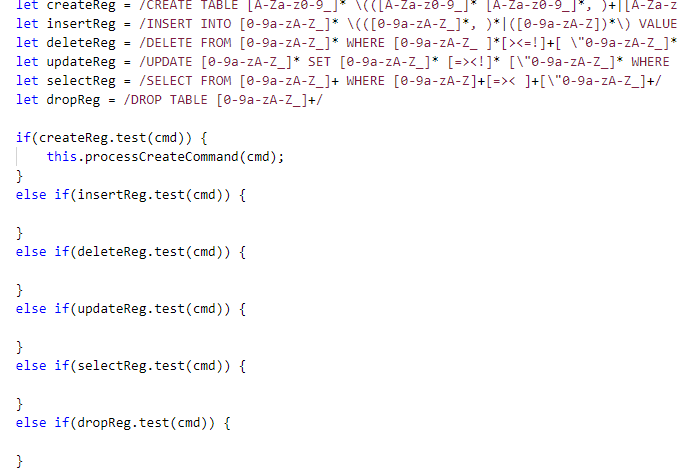 let createReg = /CREATE TABLE [A-Za-z0-9_]* \(([A-Za-z0-9_]* [A-Za-z0-9_]*, )+|[A-Za-z
let insertReg = /INSERT INTO [0-9a-zA-Z_]* \(([0-9a-zA-Z_]*, )*|([0-9a-zA-Z])*\) VALUE
let deleteReg = /DELETE FROM [0-9a-zA-Z_]* WHERE [0-9a-zA-Z_ ]*[><=!]+[ \"0-9a-zA-Z_]*
let updateReg = /UPDATE [0-9a-zA-Z_]* SET [0-9a-zA-Z_]* [=><!]* [\"0-9a-zA-Z_]* WHERE
let selectReg = /SELECT FROM [0-9a-zA-Z_]+ WHERE [0-9a-zA-Z]+[=>< ]+[\"0-9a-zA-Z_]+/
let dropReg = /DROP TABLE [0-9a-zA-Z_]+/
if(createReg.test(cmd)) {
this.processCreateCommand(cmd);
}
else if(insertReg.test(cmd)) {
}
else if(deleteReg.test(cmd)) {
}
else if(updateReg.test(cmd)) {
}
else if(selectReg.test(cmd)) {
}
else if(dropReg.test(cmd)) {
}